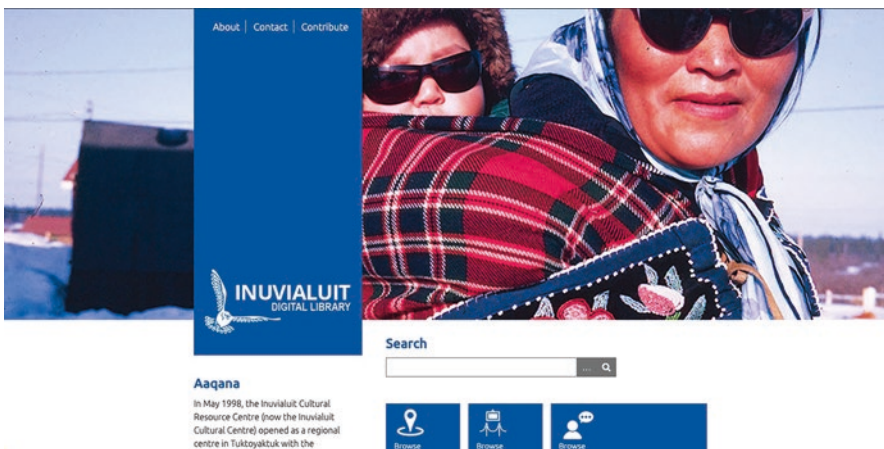 About | Contact | Contribute
INUVIALUIT
DIGITAL LIBRARY
Search
...
Aaqana
In May 1998, the Inuvialuit Cultural
Resource Centre (now the Inuvialuit
Cultural Centre) opened as a regional
centre in Tuktoyaktuk with the
Browse
Browse
Browse